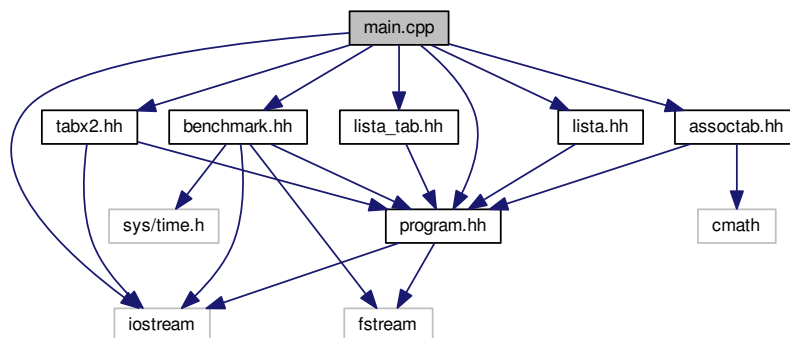 main.cpp
tabx2.hh
benchmark.hh
lista_tab.hh
lista.hh
assoctab.hh
sys/time.h
program.hh
cmath
iostream
fstream